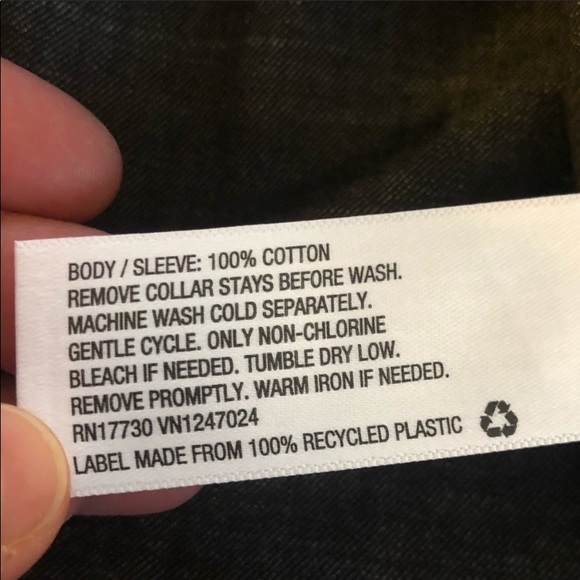 BODY / SLEEVE: 100% COTTON
REMOVE COLLAR STAYS BEFORE WASH.
MACHINE WASH COLD SEPARATELY.
GENTLE CYCLE. ONLY NON-CHLORINE
BLEACH IF NEEDED. TUMBLE DRY LOW.
REMOVE PROMPTLY. WARM IRON IF NEEDED.
RN17730 VN1247024
LABEL MADE FROM 100% RECYCLED PLASTIC